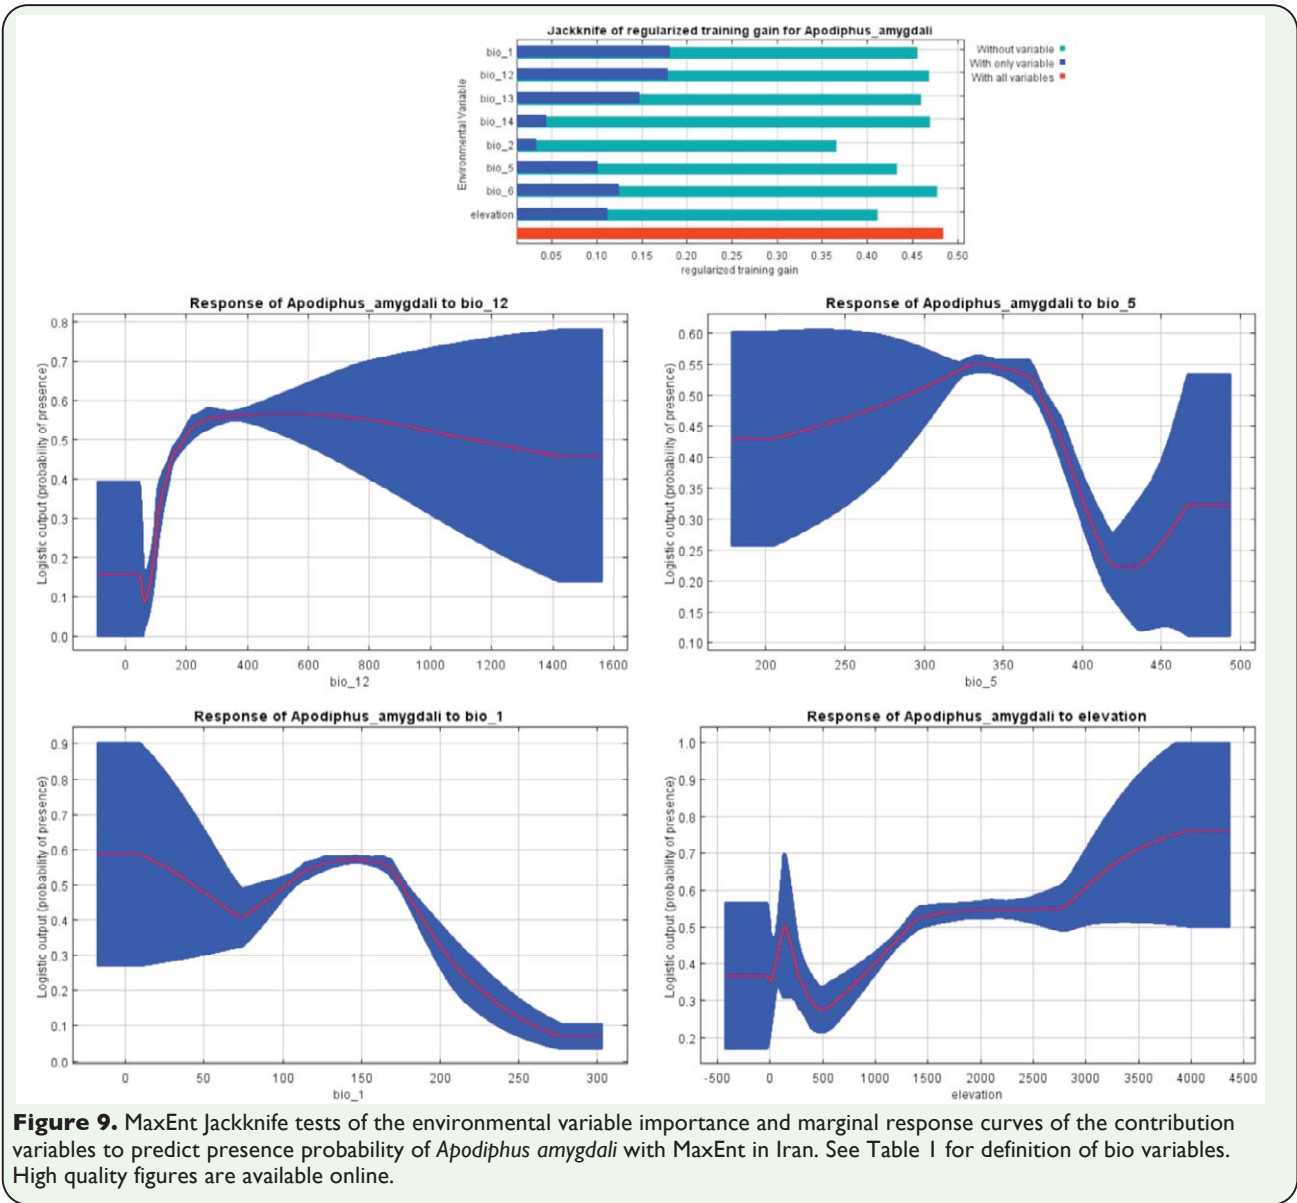 Jackknife of regularized training gain for Apodiphus_amygdali
Environmental Variable
bio_1
bio_12
bio_13
bio_14
bio_2
bio_5
bio_6
elevation
Without variable
With only variable
With all variables
0.05 0.10 0.15 0.20 0.25 0.30 0.35 0.40 0.45 0.50
regularized training gain
Response of Apodiphus_amygdali to bio_12
Logistic output (probability of presence)
0.8
0.7
0.6
0.5
0.4
0.3
0.2
0.1
0.0
0 200 400 600 800 1000 1200 1400 1600
bio_12
Response of Apodiphus_amygdali to bio_5
Logistic output (probability of presence)
0.60
0.55
0.50
0.45
0.40
0.35
0.30
0.25
0.20
0.15
0.10
200 250 300 350 400 450 500
bio_5
Response of Apodiphus_amygdali to bio_1
Logistic output (probability of presence)
0.9
0.8
0.7
0.6
0.5
0.4
0.3
0.2
0.1
0.0
0 50 100 150 200 250 300
bio_1
Response of Apodiphus_amygdali to elevation
Logistic output (probability of presence)
1.0
0.9
0.8
0.7
0.6
0.5
0.4
0.3
0.2
-500 0 500 1000 1500 2000 2500 3000 3500 4000 4500
elevation
Figure 9. MaxEnt Jackknife tests of the environmental variable importance and marginal response curves of the contribution
variables to predict presence probability of Apodiphus amygdali with MaxEnt in Iran. See Table 1 for definition of bio variables.
High quality figures are available online.